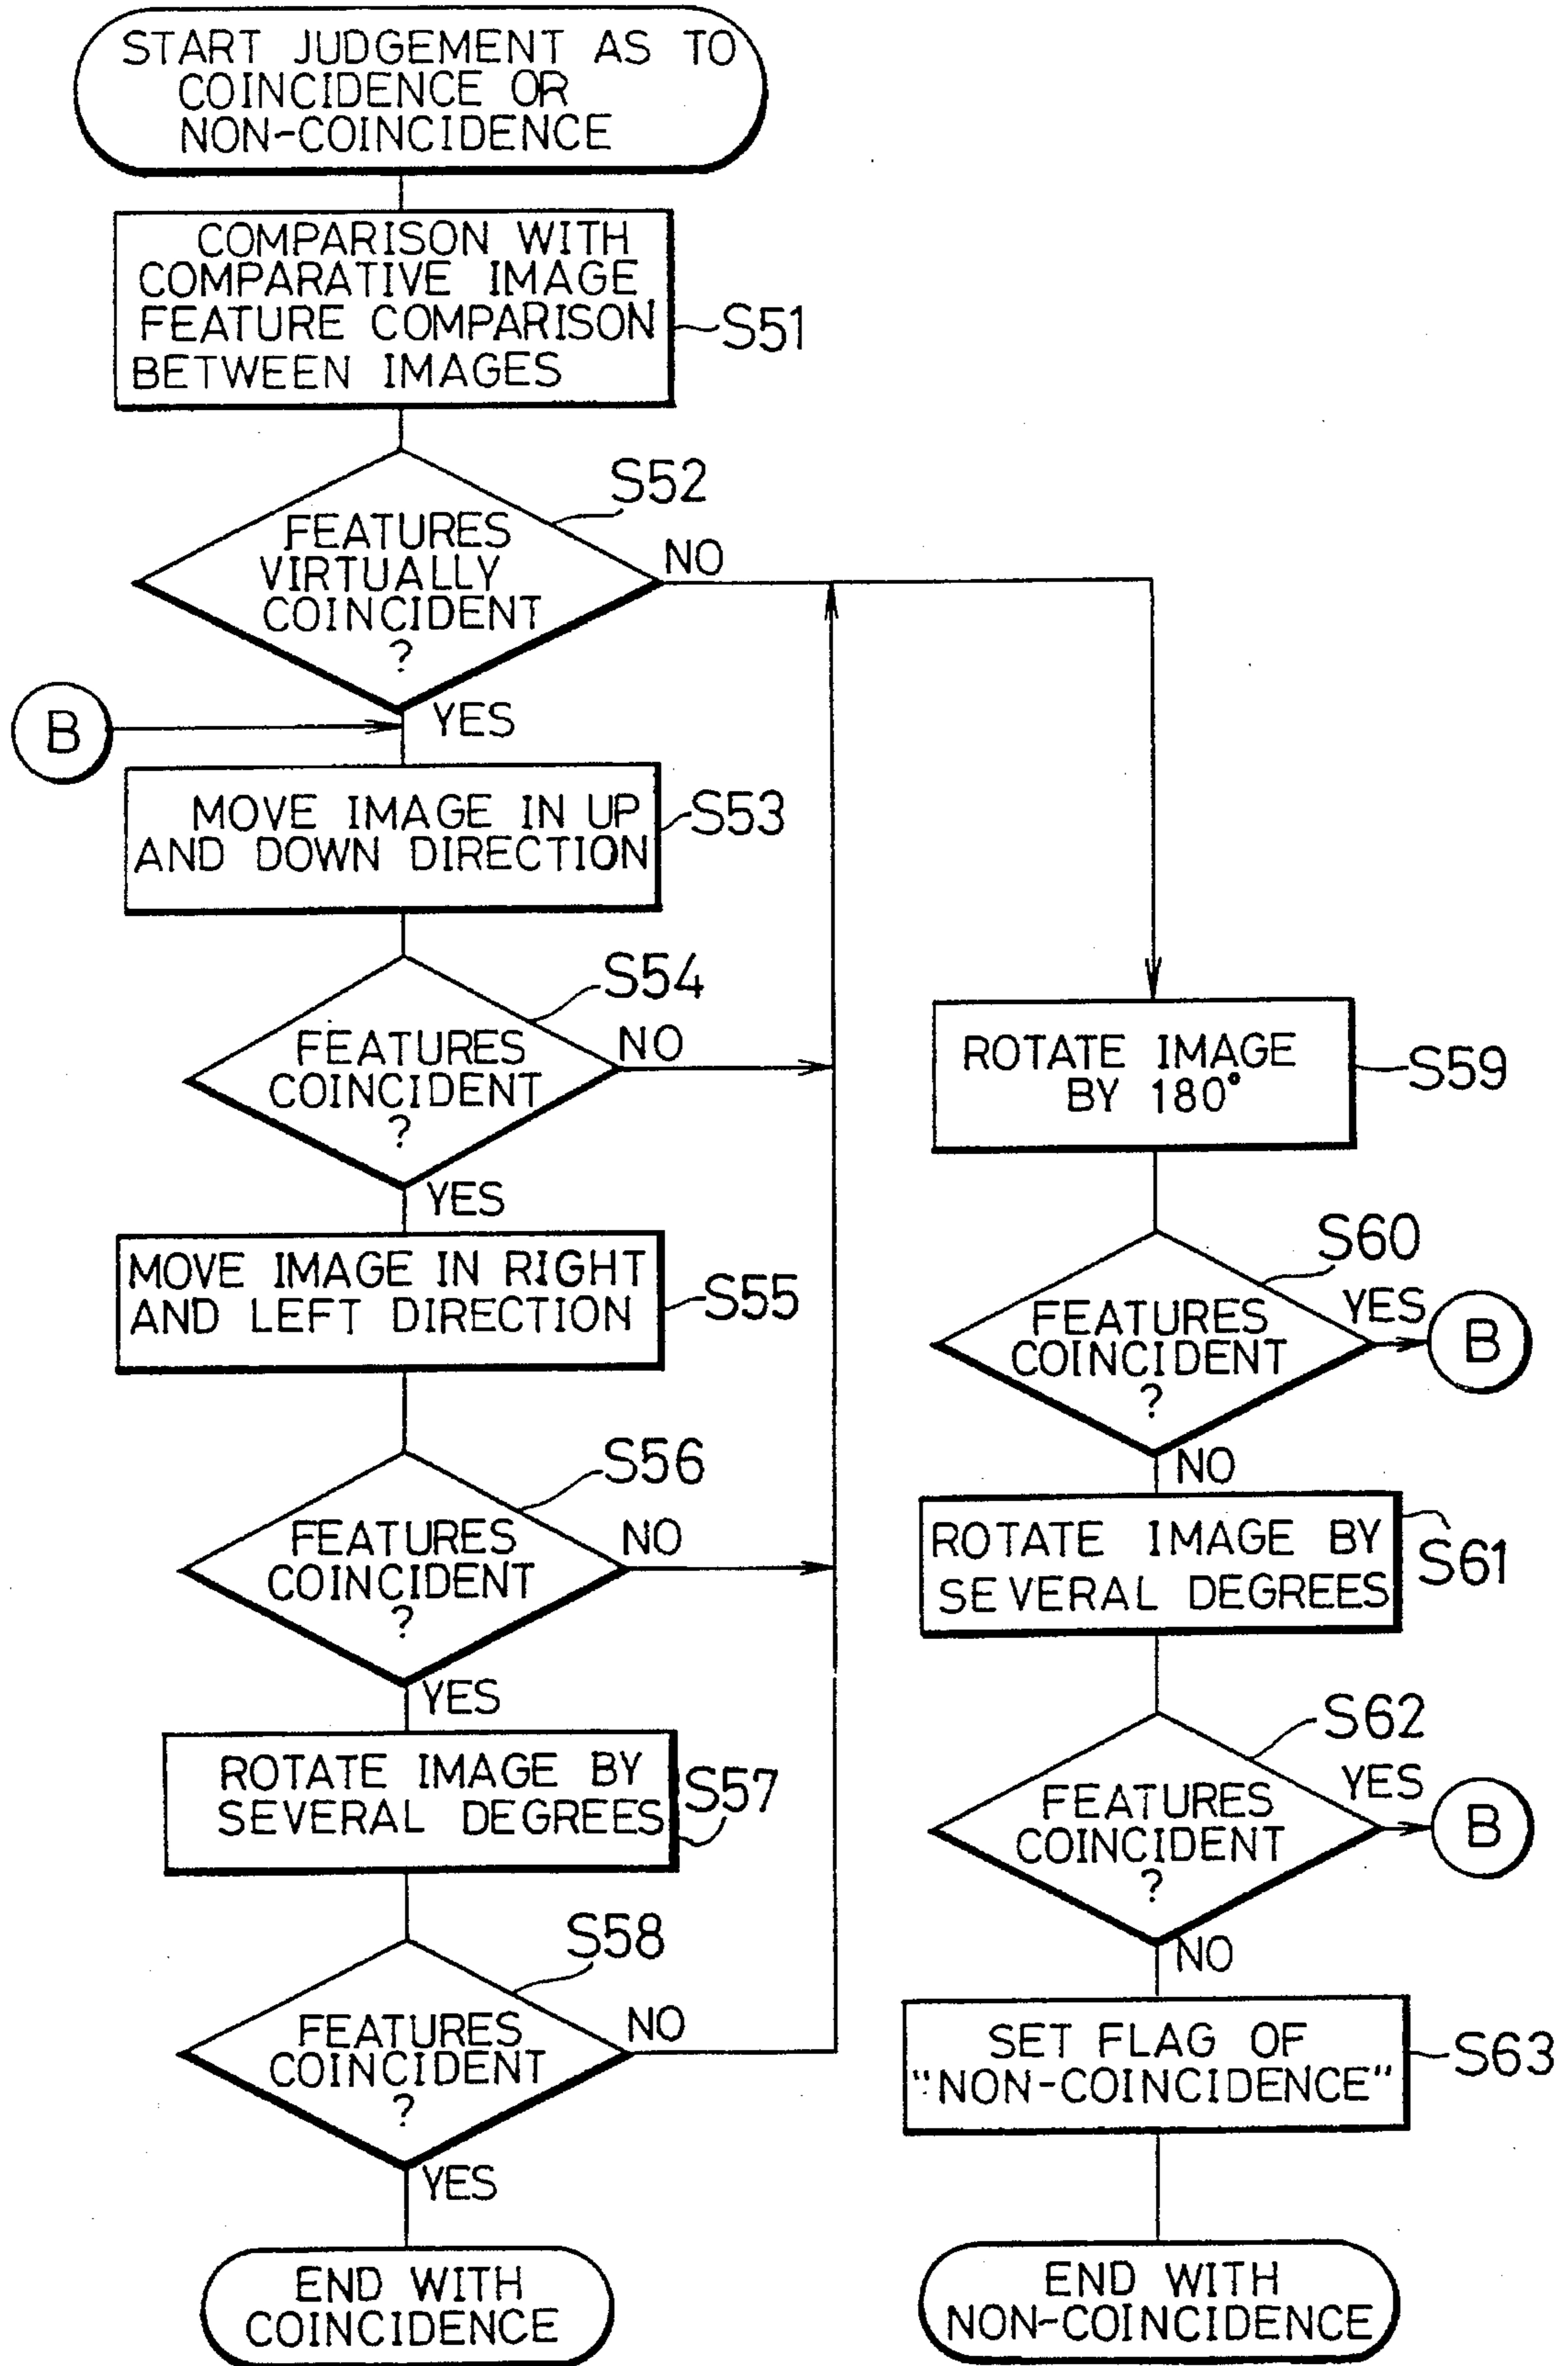 START JUDGEMENT AS TO
COINCIDENCE OR
NON-COINCIDENCE
COMPARISON WITH
COMPARATIVE IMAGE
FEATURE COMPARISON
BETWEEN IMAGES
S51
S52
FEATURES
VIRTUALLY
COINCIDENT
?
NO
YES
B
MOVE IMAGE IN UP
AND DOWN DIRECTION
S53
S54
FEATURES
COINCIDENT
?
NO
YES
MOVE IMAGE IN RIGHT
AND LEFT DIRECTION
S55
S56
FEATURES
COINCIDENT
?
NO
YES
ROTATE IMAGE BY
SEVERAL DEGREES
S57
S58
FEATURES
COINCIDENT
?
NO
YES
END WITH
COINCIDENCE
ROTATE IMAGE
BY 180°
S59
S60
FEATURES
COINCIDENT
?
YES
B
NO
ROTATE IMAGE BY
SEVERAL DEGREES
S61
S62
FEATURES
COINCIDENT
?
YES
B
NO
SET FLAG OF
"NON-COINCIDENCE"
S63
END WITH
NON-COINCIDENCE